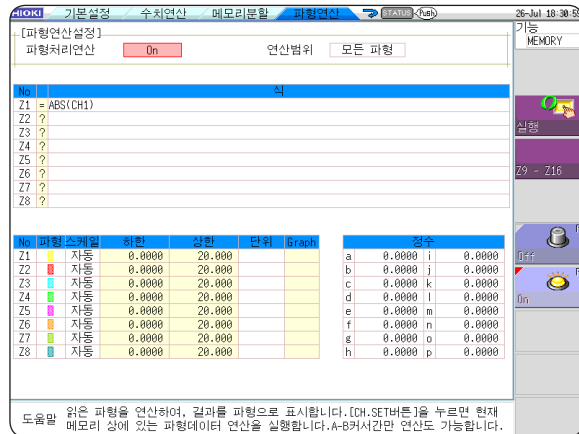 HIOKI 기본설정 수치연산 메모리분할 파형연산 STATUS Push 26-Jul 18:30:59
기능
MEMORY
[파형연산설정]
파형처리연산 On 연산범위 모든 파형
No 식
Z1 = ABS(CH1)
Z2 ?
Z3 ?
Z4 ?
Z5 ?
Z6 ?
Z7 ?
Z8 ?
실행
Z9 - Z16
Off
On
No 파형 스케일 하한 상한 단위 Graph 정수
Z1 자동 0.0000 20.000 a 0.0000 i 0.0000
Z2 자동 0.0000 20.000 b 0.0000 j 0.0000
Z3 자동 0.0000 20.000 c 0.0000 k 0.0000
Z4 자동 0.0000 20.000 d 0.0000 l 0.0000
Z5 자동 0.0000 20.000 e 0.0000 m 0.0000
Z6 자동 0.0000 20.000 f 0.0000 n 0.0000
Z7 자동 0.0000 20.000 g 0.0000 o 0.0000
Z8 자동 0.0000 20.000 h 0.0000 p 0.0000
도움말 읽은 파형을 연산하여, 결과를 파형으로 표시합니다.[CH.SET버튼]을 누르면 현재
메모리 상에 있는 파형데이터 연산을 실행합니다.A-B커서간만 연산도 가능합니다.